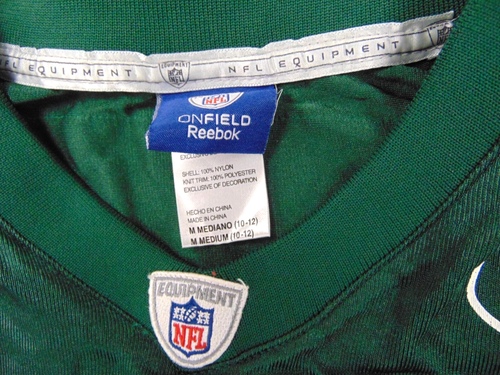 NFL EQUIPMENT NFL EQUIPMENT NFL
NFL
ONFIELD
Reebok
SHELL: 100% NYLON
KNIT TRIM: 100% POLYESTER
EXCLUSIVE OF DECORATION
HECHO EN CHINA
MADE IN CHINA
M MEDIANO (10-12)
M MEDIUM (10-12)
EQUIPMENT
NFL